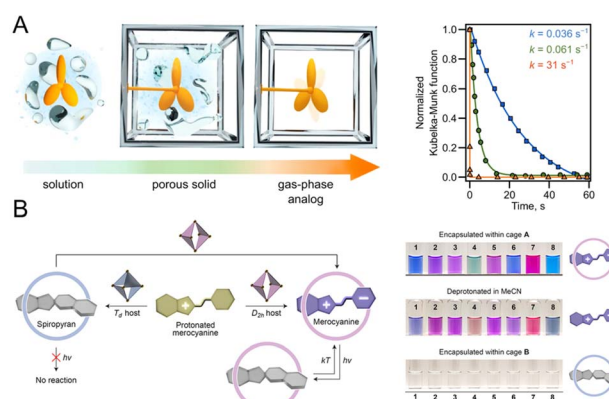 A
solution
porous solid
gas-phase
analog
Normalized
Kubelka-Munk function
1.0
0.8
0.6
0.4
0.2
0.0
k = 0.036 s⁻¹
k = 0.061 s⁻¹
k = 31 s⁻¹
0 20 40 60
Time, s
B
Spiropyran
Td host
Protonated
merocyanine
D2h host
Merocyanine
hν
No reaction
kT
hν
Encapsulated within cage A
1 2 3 4 5 6 7 8
Deprotonated in MeCN
1 2 3 4 5 6 7 8
Encapsulated within cage B
1 2 3 4 5 6 7 8